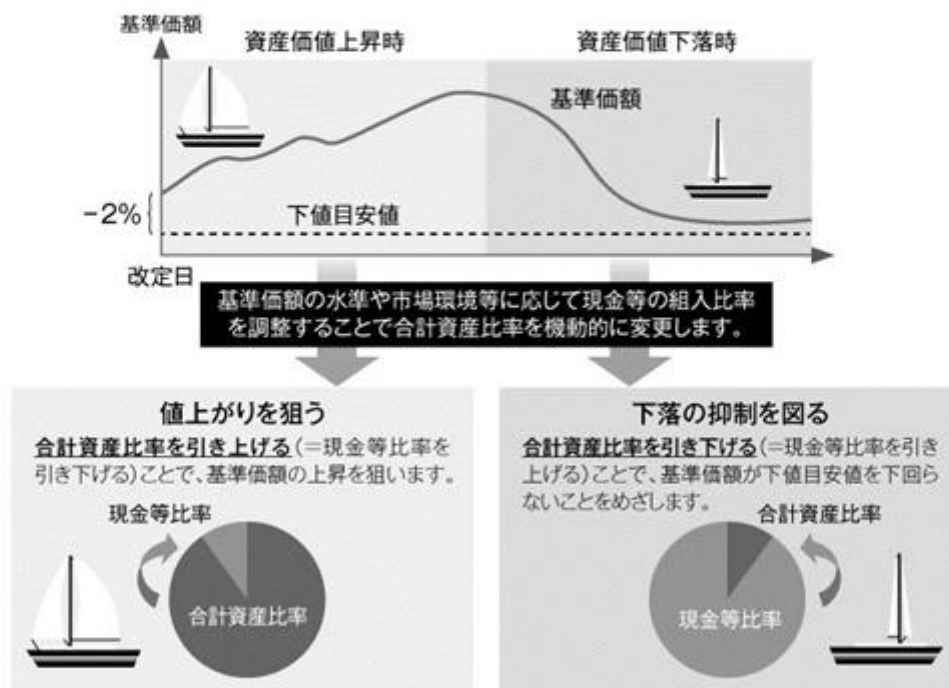 基準価額
資産価値上昇時
資産価値下落時
基準価額
-2%
下値目安値
改定日
基準価額の水準や市場環境等に応じて現金等の組入比率
を調整することで合計資産比率を機動的に変更します。
値上がりを狙う
合計資産比率を引き上げる(=現金等比率を
引き下げる)ことで、基準価額の上昇を狙います。
現金等比率
合計資産比率
下落の抑制を図る
合計資産比率を引き下げる(=現金等比率を引き
上げる)ことで、基準価額が下値目安値を下回ら
ないことをめざします。
合計資産比率
現金等比率